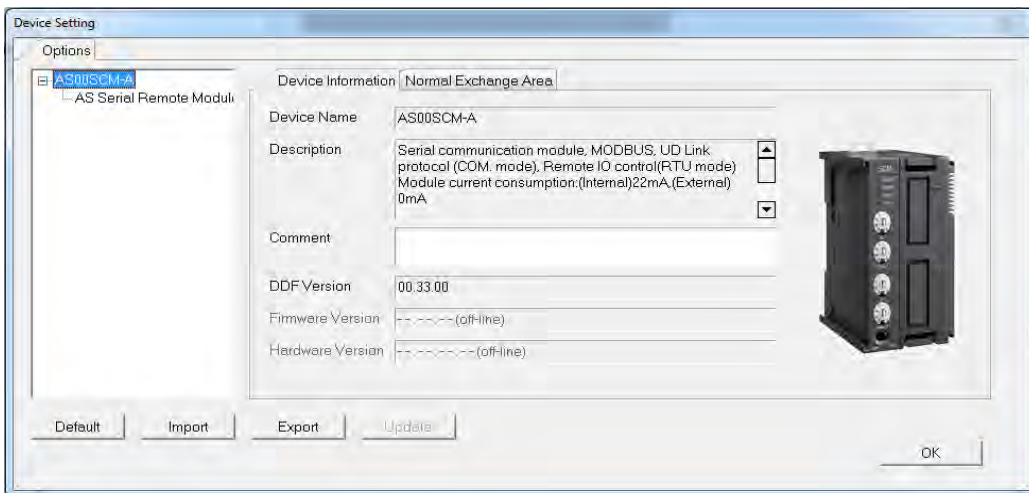 Device Setting
Options
AS00SCM-A
AS Serial Remote Modul
Device Information
Normal Exchange Area
Device Name
AS00SCM-A
Description
Serial communication module, MODBUS, UD Link
protocol (COM. mode), Remote IO control(RTU mode)
Module current consumption:(Internal)22mA,(External)
0mA
Comment
DDF Version
00.33.00
Firmware Version
--.--.--(off-line)
Hardware Version
--.--.--.--(off-line)
SCM
Default
Import
Export
Update
OK